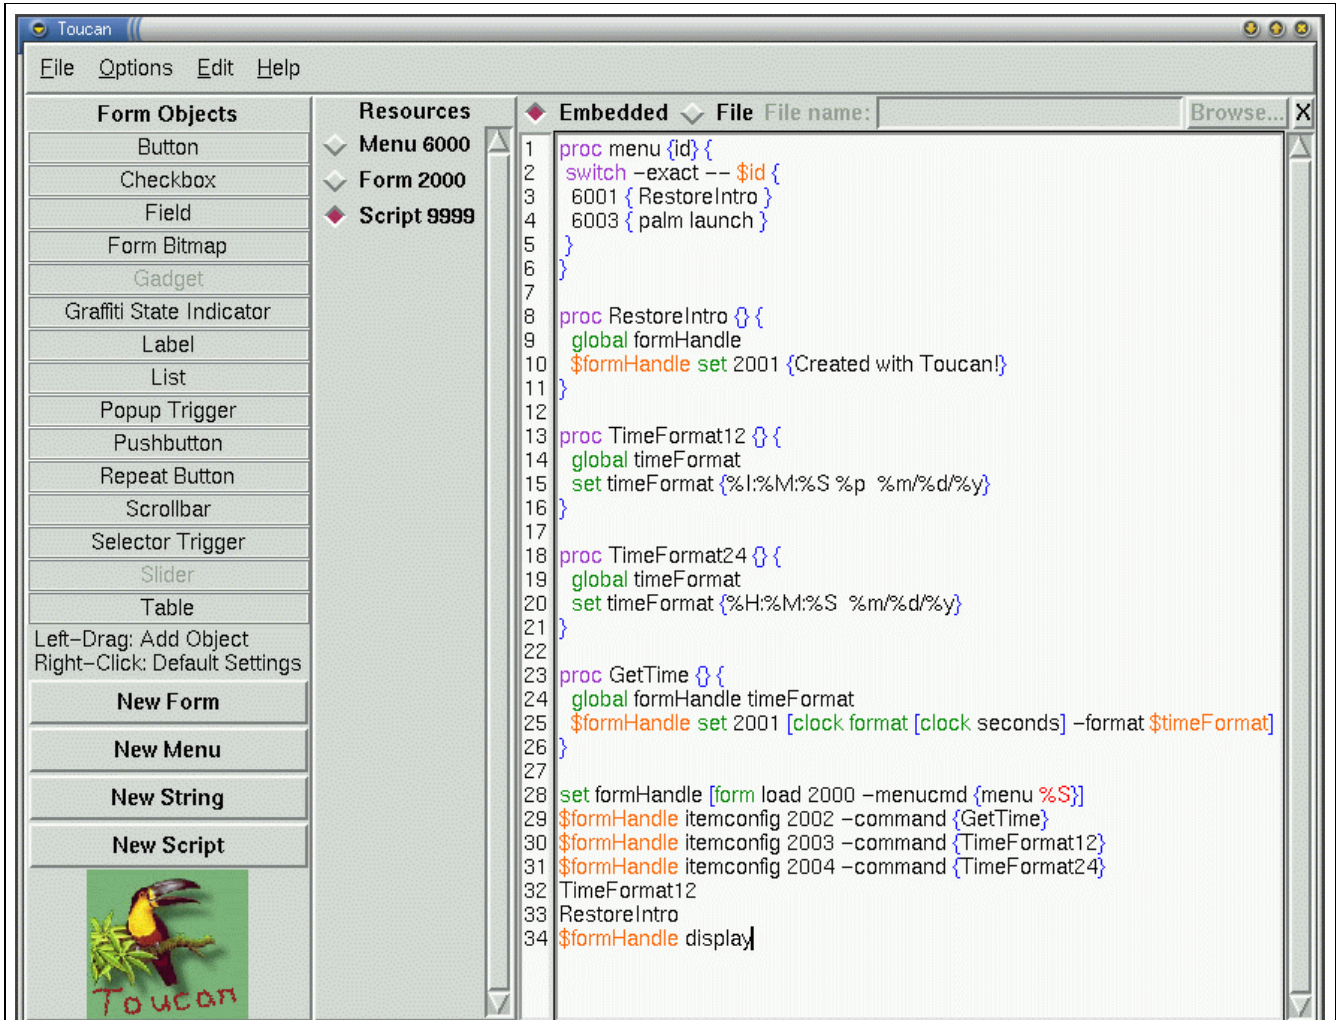 Toucan
File Options Edit Help
Form Objects
Button
Checkbox
Field
Form Bitmap
Gadget
Graffiti State Indicator
Label
List
Popup Trigger
Pushbutton
Repeat Button
Scrollbar
Selector Trigger
Slider
Table
Left-Drag: Add Object
Right-Click: Default Settings
New Form
New Menu
New String
New Script
Toucan
Resources
Menu 6000
Form 2000
Script 9999
Embedded File File name: Browse... X
1 proc menu {id} {
2  switch -exact -- $id {
3   6001 { RestoreIntro }
4   6003 { palm launch }
5  }
6 }
7
8 proc RestoreIntro {} {
9   global formHandle
10   $formHandle set 2001 {Created with Toucan!}
11 }
12
13 proc TimeFormat12 {} {
14   global timeFormat
15   set timeFormat {%I:%M:%S %p  %m/%d/%y}
16 }
17
18 proc TimeFormat24 {} {
19   global timeFormat
20   set timeFormat {%H:%M:%S  %m/%d/%y}
21 }
22
23 proc GetTime {} {
24   global formHandle timeFormat
25   $formHandle set 2001 [clock format [clock seconds] -format $timeFormat]
26 }
27
28 set formHandle [form load 2000 -menucmd {menu %S}]
29 $formHandle itemconfig 2002 -command {GetTime}
30 $formHandle itemconfig 2003 -command {TimeFormat12}
31 $formHandle itemconfig 2004 -command {TimeFormat24}
32 TimeFormat12
33 RestoreIntro
34 $formHandle display